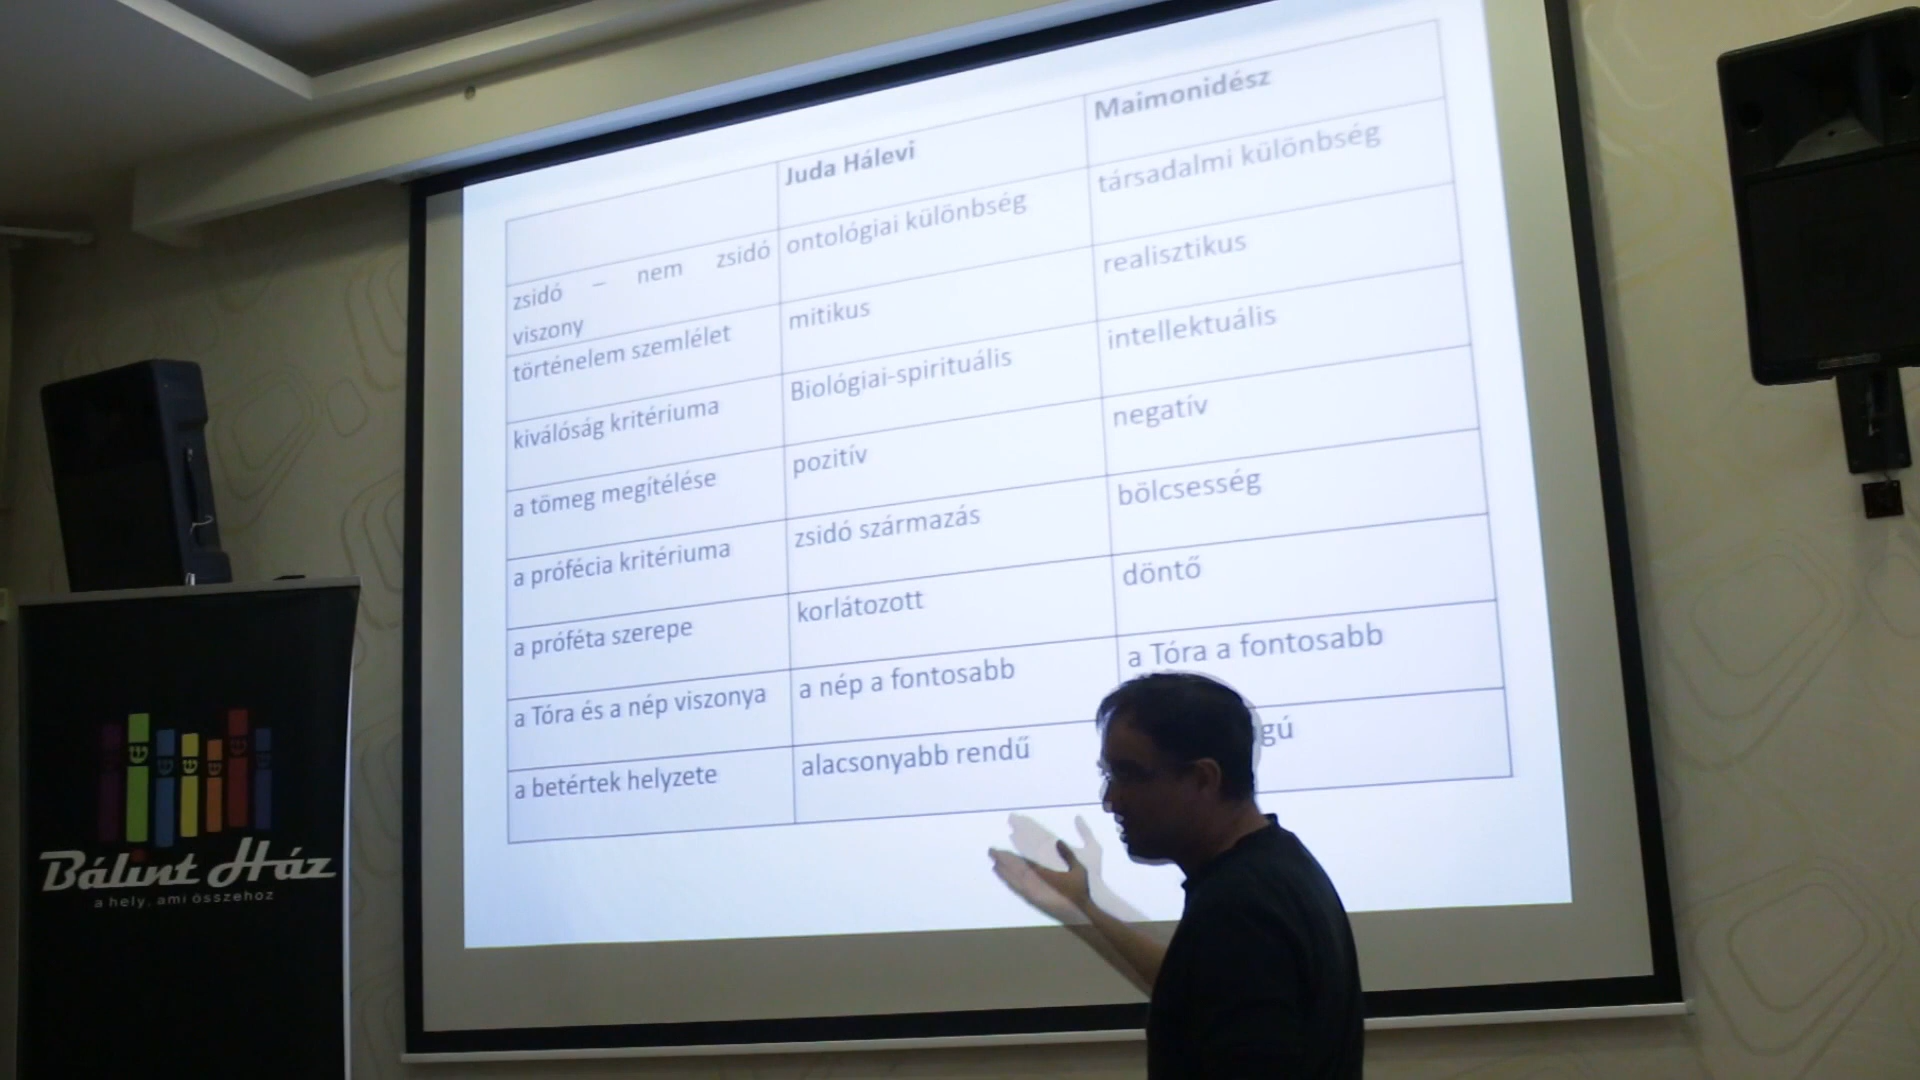 Juda Hálevi
Maimonidész
zsidó – nem zsidó
viszony
ontológiai különbség
társadalmi különbség
történelem szemlélet
mitikus
realisztikus
kiválóság kritériuma
Biológiai-spirituális
intellektuális
a tömeg megítélése
pozitív
negatív
a prófécia kritériuma
zsidó származás
bölcsesség
a próféta szerepe
korlátozott
döntő
a Tóra és a nép viszonya
a nép a fontosabb
a Tóra a fontosabb
a betértek helyzete
alacsonyabb rendű
Bálint Ház
a hely, ami összehoz